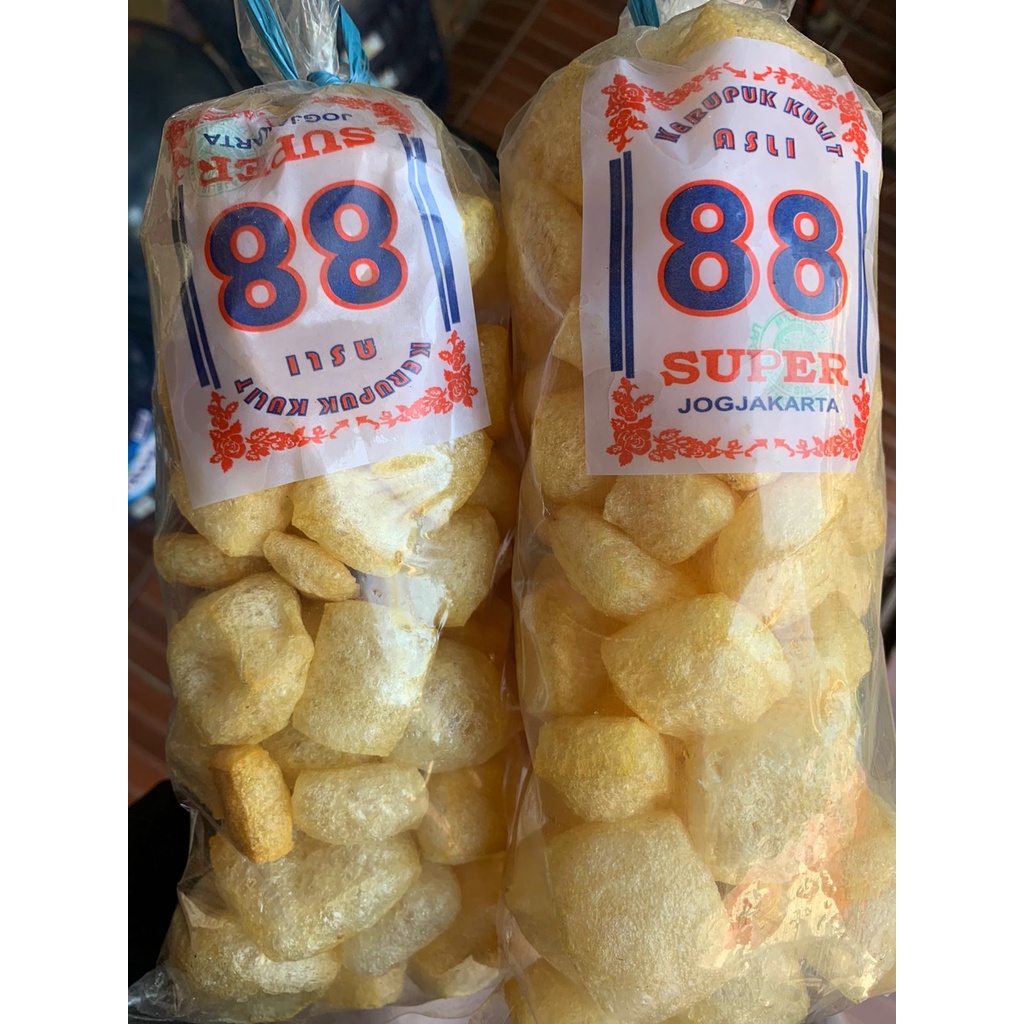 SUPER
JOGJAKARTA
88
ASLI
KERUPUK KULIT
KERUPUK KULIT
ASLI
88
SUPER
JOGJAKARTA